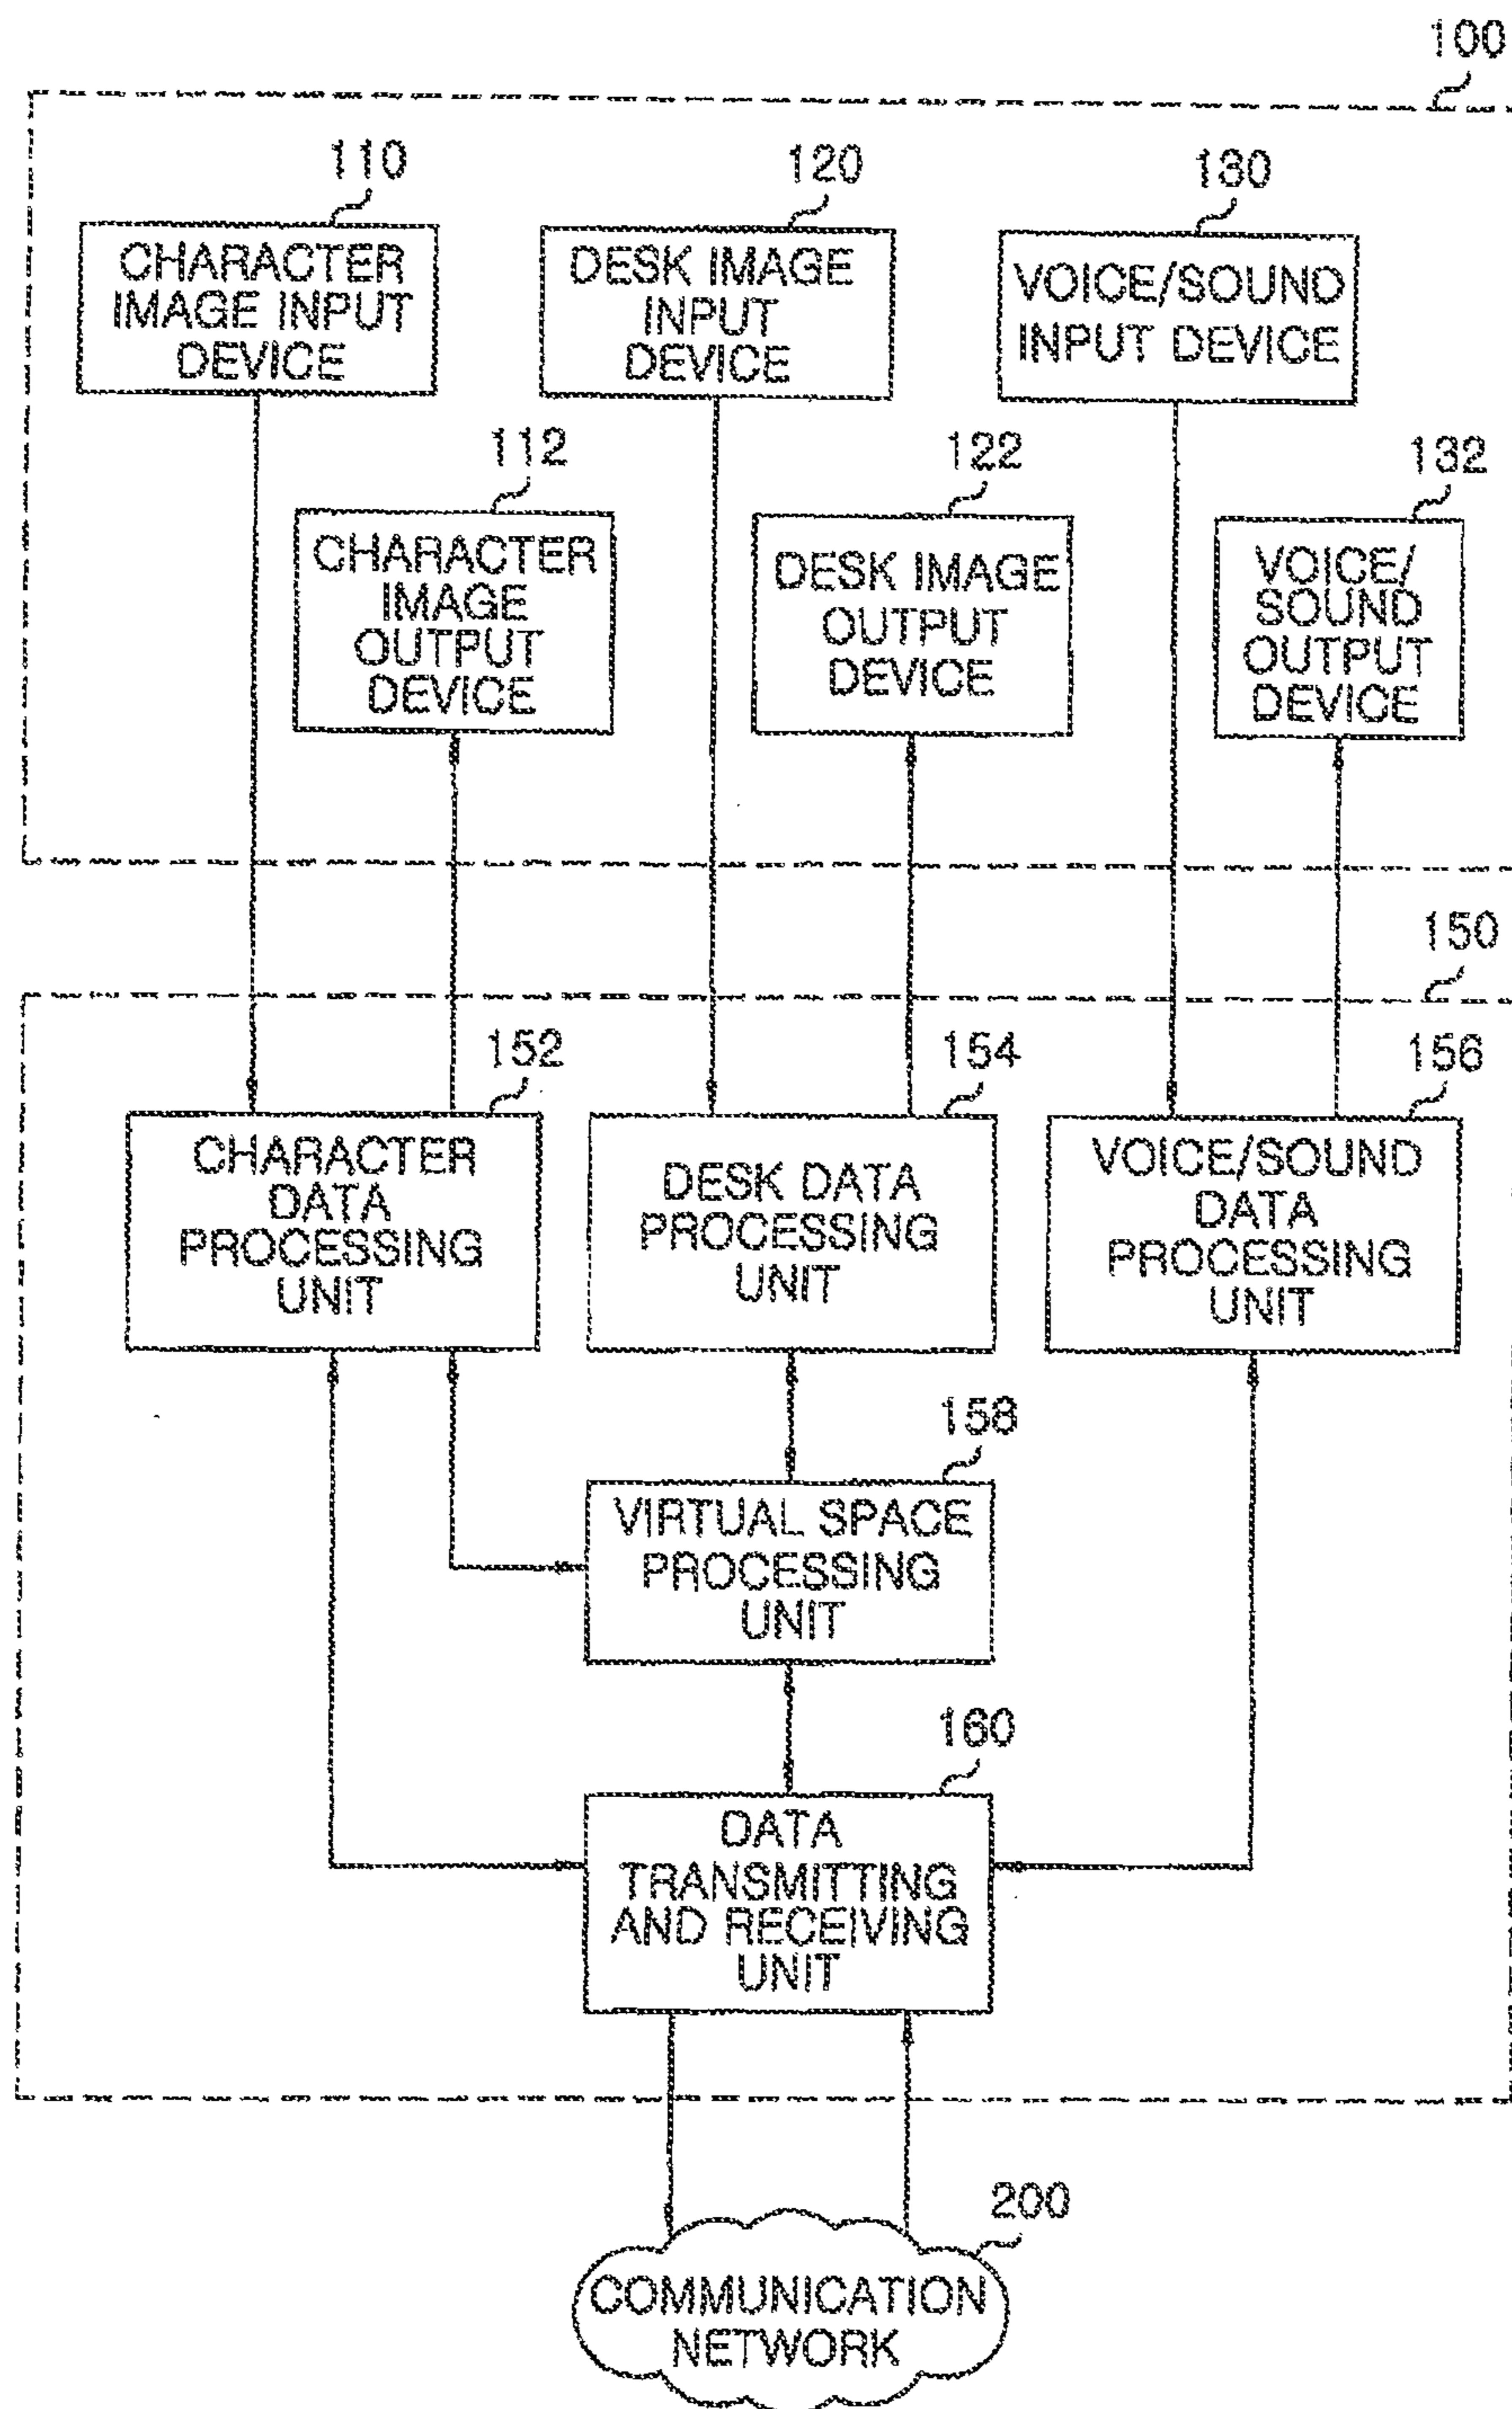 100
110
CHARACTER
IMAGE INPUT
DEVICE
120
DESK IMAGE
INPUT
DEVICE
130
VOICE/SOUND
INPUT DEVICE
112
CHARACTER
IMAGE
OUTPUT
DEVICE
122
DESK IMAGE
OUTPUT
DEVICE
132
VOICE/
SOUND
OUTPUT
DEVICE
150
152
CHARACTER
DATA
PROCESSING
UNIT
154
DESK DATA
PROCESSING
UNIT
156
VOICE/SOUND
DATA
PROCESSING
UNIT
158
VIRTUAL SPACE
PROCESSING
UNIT
160
DATA
TRANSMITTING
AND RECEIVING
UNIT
200
COMMUNICATION
NETWORK